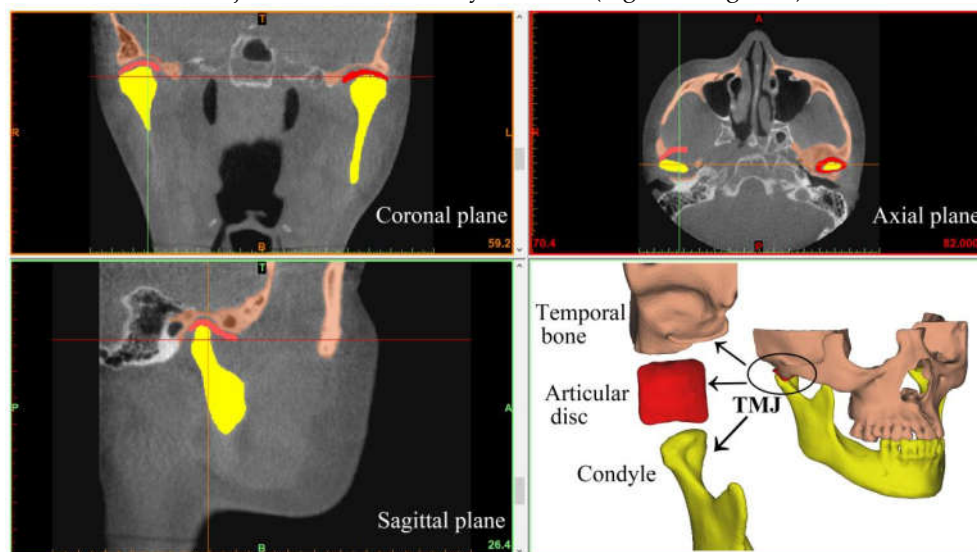 T
R
L
Coronal plane
B
59.2
A
R
L
Axial plane
70.4
P
82.000
T
P
A
Sagittal plane
B
26.4
Temporal
bone
Articular
disc
TMJ
Condyle